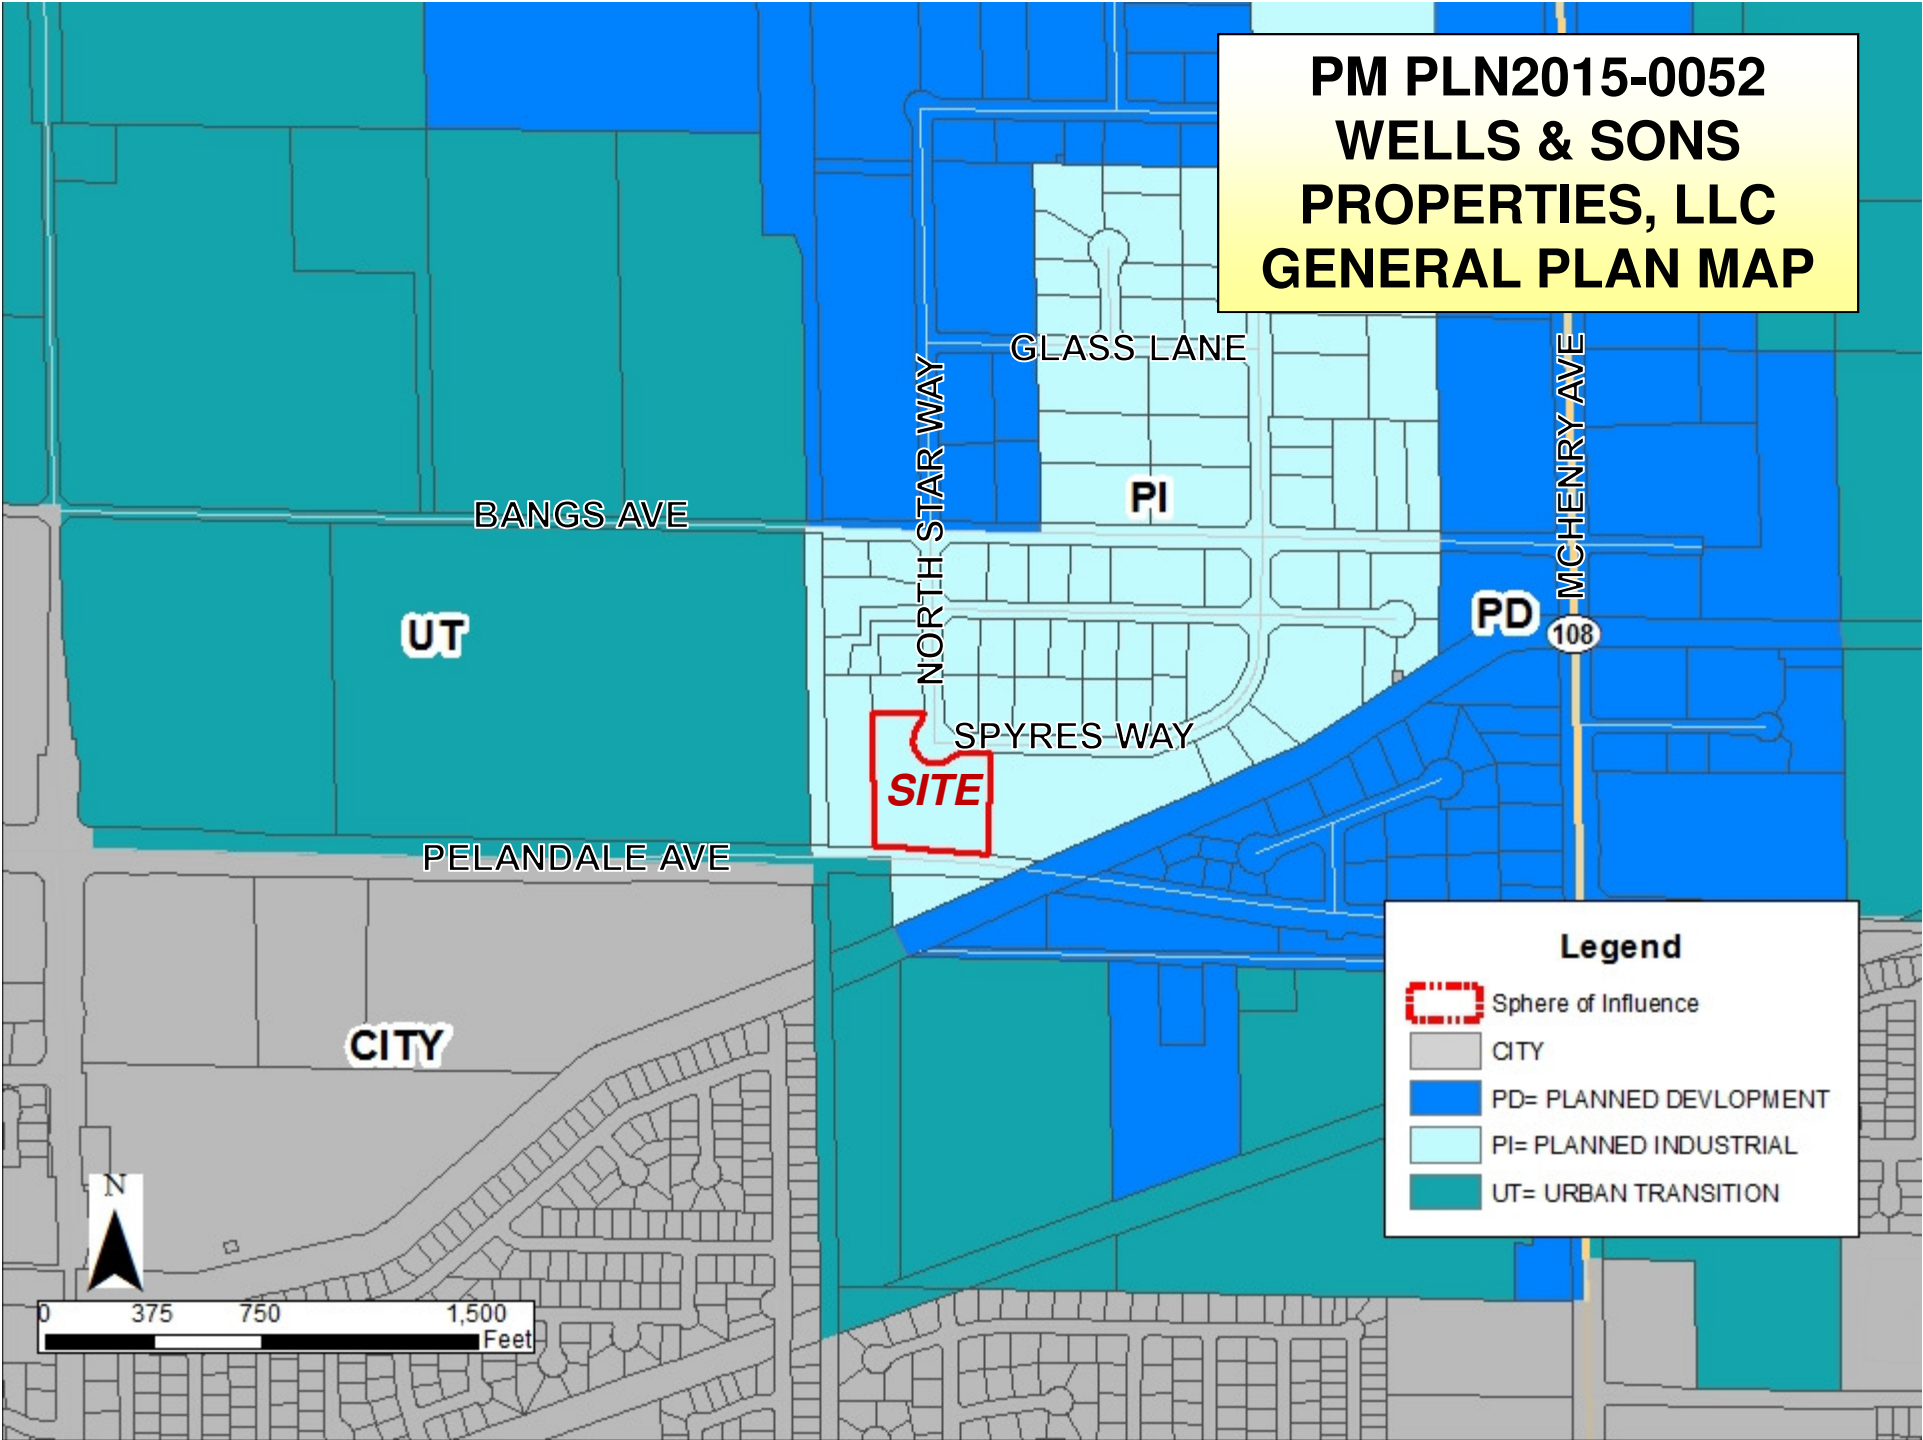 PM PLN2015-0052
WELLS & SONS
PROPERTIES, LLC
GENERAL PLAN MAP
GLASS LANE
NORTH STAR WAY
MCHENRY AVE
BANGS AVE
PI
UT
PD
108
SPYRES WAY
SITE
PELANDALE AVE
CITY
Legend
Sphere of Influence
CITY
PD= PLANNED DEVLOPMENT
PI= PLANNED INDUSTRIAL
UT= URBAN TRANSITION
N
0 375 750 1,500
Feet